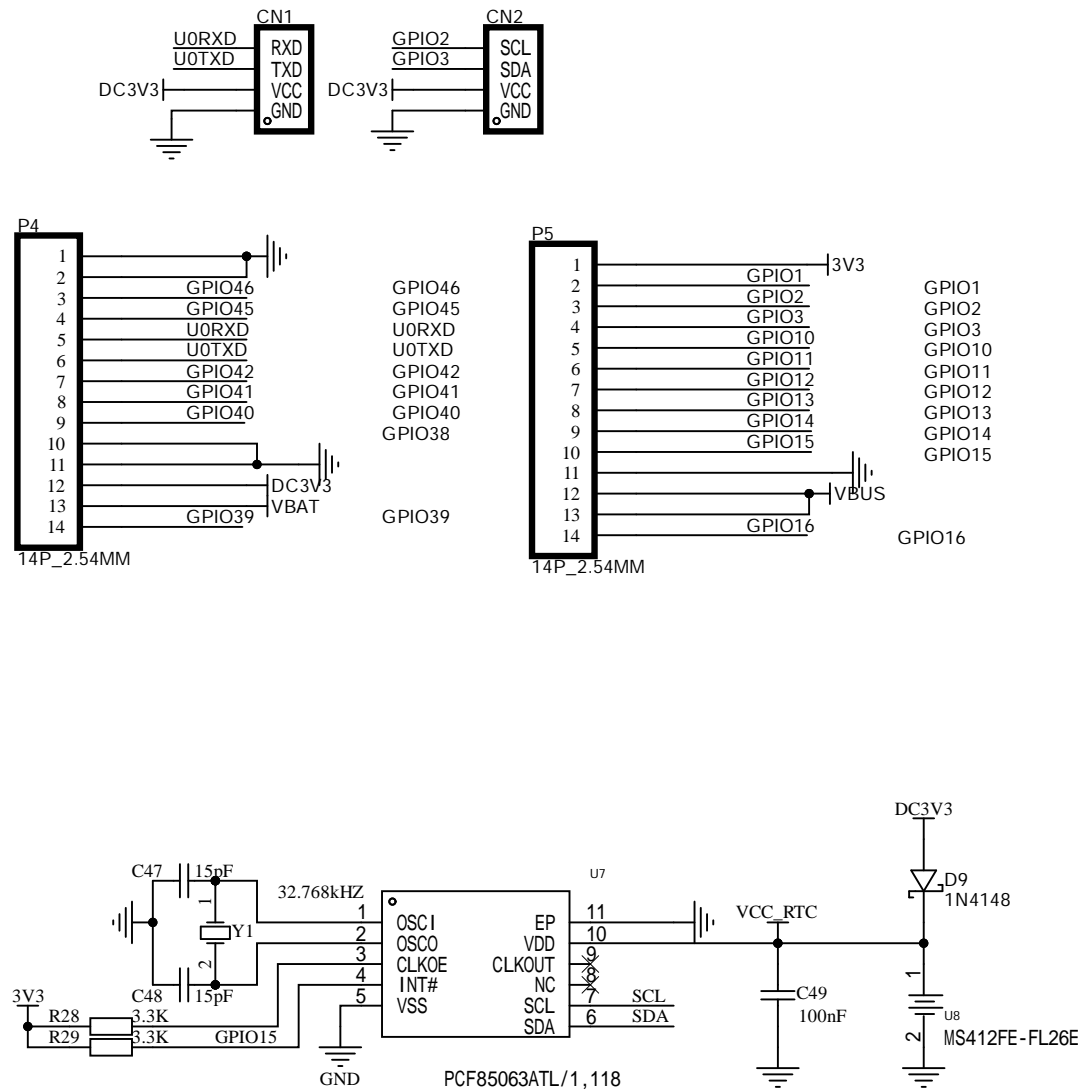 CN1
U0RXD
RXD
U0TXD
TXD
DC3V3
VCC
GND
CN2
GPIO2
SCL
GPIO3
SDA
DC3V3
VCC
GND
P4
1
2
3 GPIO46 GPIO46
4 GPIO45 GPIO45
5 U0RXD U0RXD
6 U0TXD U0TXD
7 GPIO42 GPIO42
8 GPIO41 GPIO41
9 GPIO40 GPIO40
GPIO38
10
11
12 DC3V3
13 VBAT
14 GPIO39 GPIO39
14P_2.54MM
P5
1 3V3
2 GPIO1 GPIO1
3 GPIO2 GPIO2
4 GPIO3 GPIO3
5 GPIO10 GPIO10
6 GPIO11 GPIO11
7 GPIO12 GPIO12
8 GPIO13 GPIO13
9 GPIO14 GPIO14
10 GPIO15 GPIO15
11
12 VBUS
13
14 GPIO16 GPIO16
14P_2.54MM
C47 15pF
1
Y1
2
C48 15pF
32.768kHZ
3V3
R28 3.3K
R29 3.3K GPIO15
U7
1 OSCI
2 OSCO
3 CLKOE
4 INT#
5 VSS
EP 11
VDD 10
CLKOUT 9
NC 8
SCL 7 SCL
SDA 6 SDA
GND
PCF85063ATL/1,118
VCC_RTC
C49
100nF
DC3V3
D9
1N4148
1
U8
2
MS412FE-FL26E